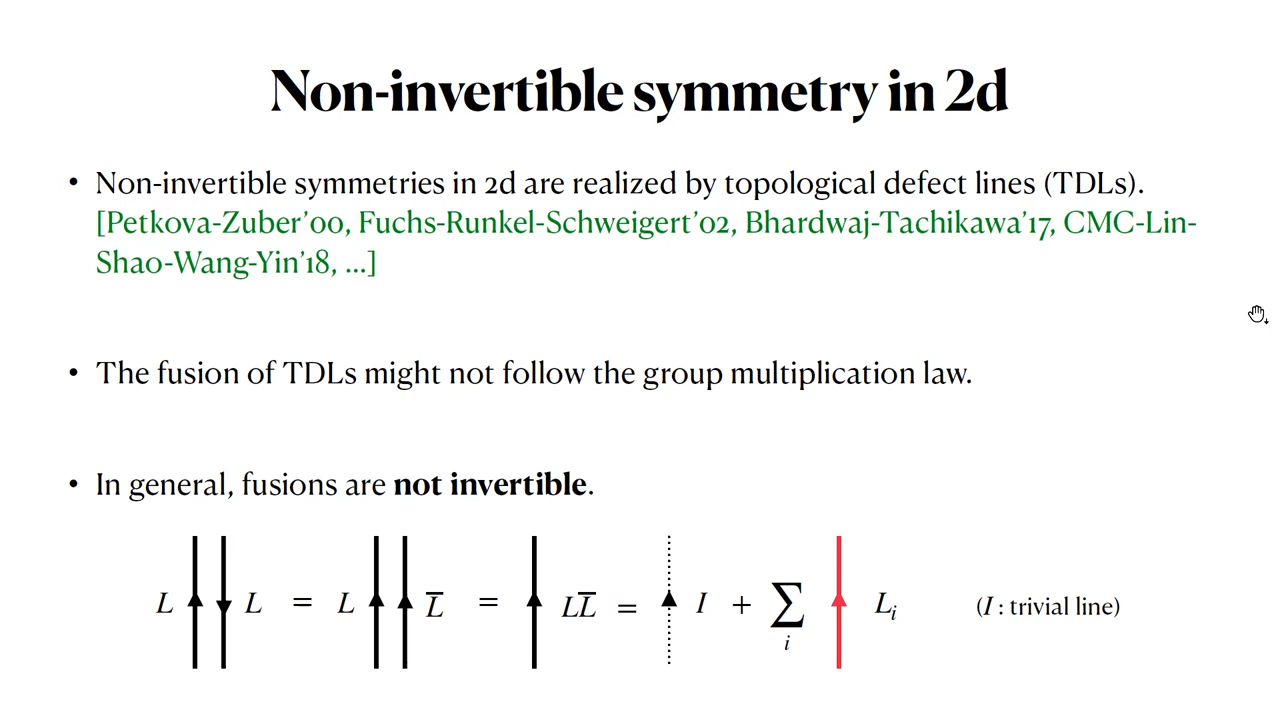 Non-invertible symmetry in 2d
• Non-invertible symmetries in 2d are realized by topological defect lines (TDLs).
[Petkova-Zuber’00, Fuchs-Runkel-Schweigert’02, Bhardwaj-Tachikawa’17, CMC-Lin-
Shao-Wang-Yin’18, ...]
• The fusion of TDLs might not follow the group multiplication law.
• In general, fusions are not invertible.
L L = L L̅ = LL̅ = I + ∑ᵢ Lᵢ (I : trivial line)